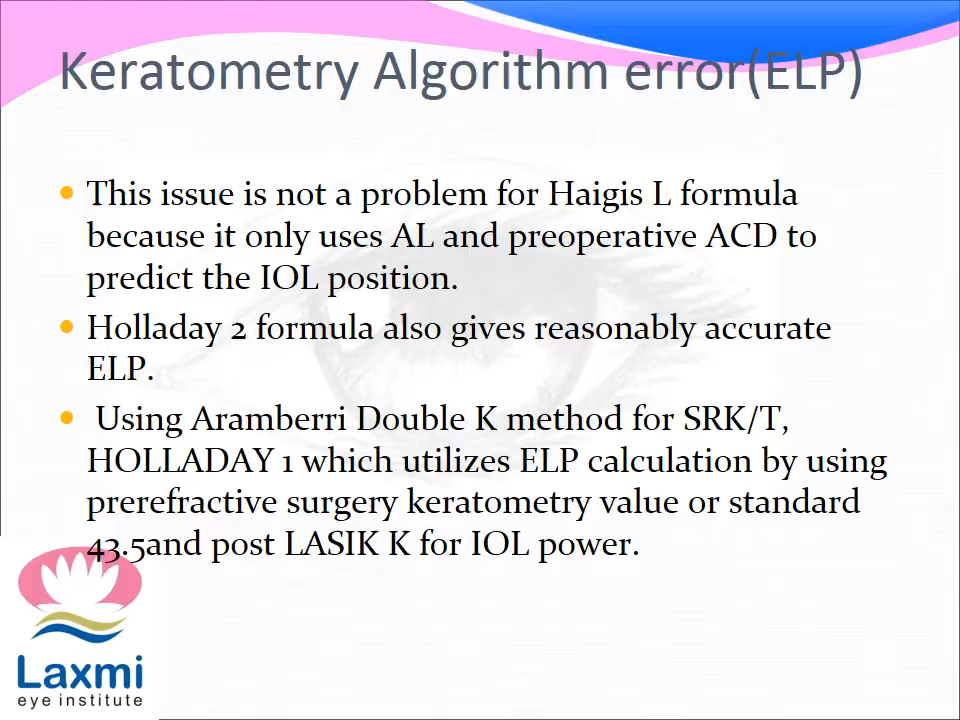 Keratometry Algorithm error(ELP)
This issue is not a problem for Haigis L formula
because it only uses AL and preoperative ACD to
predict the IOL position.
Holladay 2 formula also gives reasonably accurate
ELP.
Using Aramberri Double K method for SRK/T,
HOLLADAY 1 which utilizes ELP calculation by using
prerefractive surgery keratometry value or standard
43.5and post LASIK K for IOL power.
Laxmi
eye institute